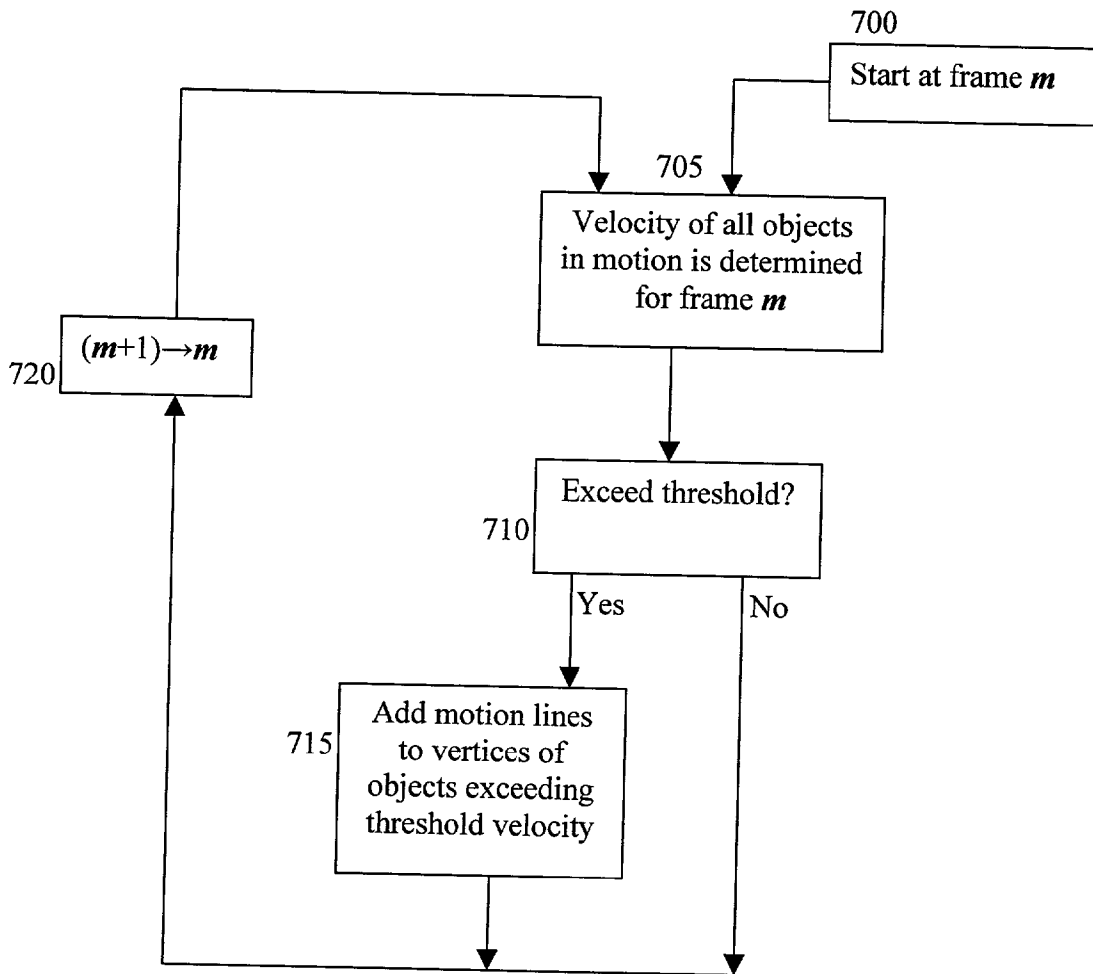 700
Start at frame m
705
Velocity of all objects
in motion is determined
for frame m
(m+1)→m
720
Exceed threshold?
710
Yes
No
Add motion lines
715
to vertices of
objects exceeding
threshold velocity